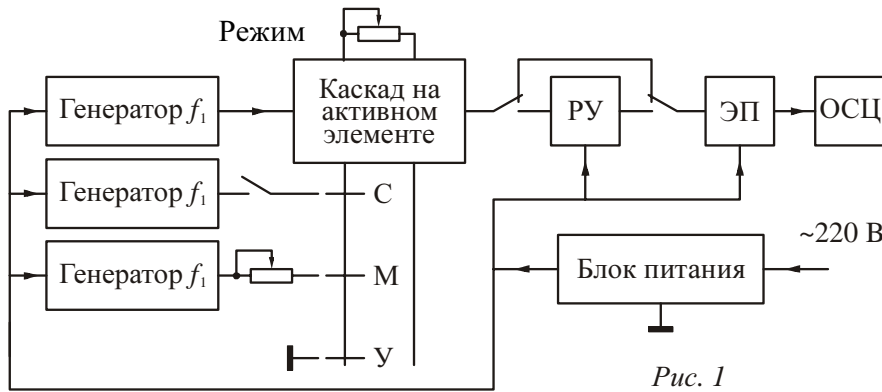 Режим
Генератор f1
Каскад на
активном
элементе
РУ
ЭП
ОСЦ
Генератор f1
С
~220 В
Генератор f1
М
Блок питания
У
Рис. 1